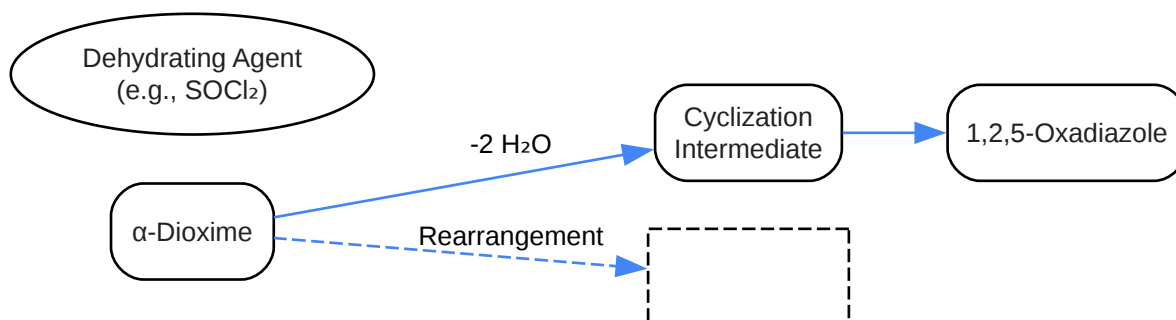 Dehydrating Agent
(e.g., SOCl₂)
-2 H₂O
Cyclization
Intermediate
1,2,5-Oxadiazole
α-Dioxime
Rearrangement